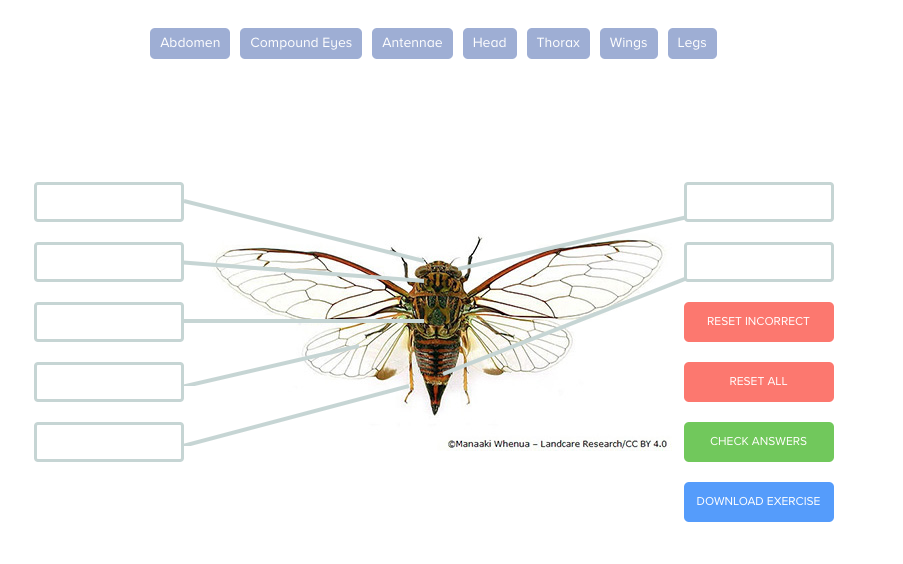 Abdomen Compound Eyes Antennae Head Thorax Wings Legs
RESET INCORRECT
RESET ALL
CHECK ANSWERS
©Manaaki Whenua – Landcare Research/CC BY 4.0
DOWNLOAD EXERCISE